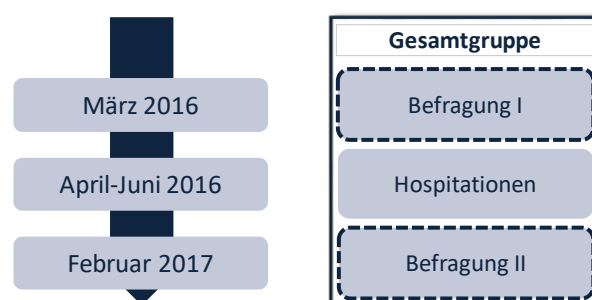 Gesamtgruppe
März 2016
Befragung I
April-Juni 2016
Hospitationen
Februar 2017
Befragung II